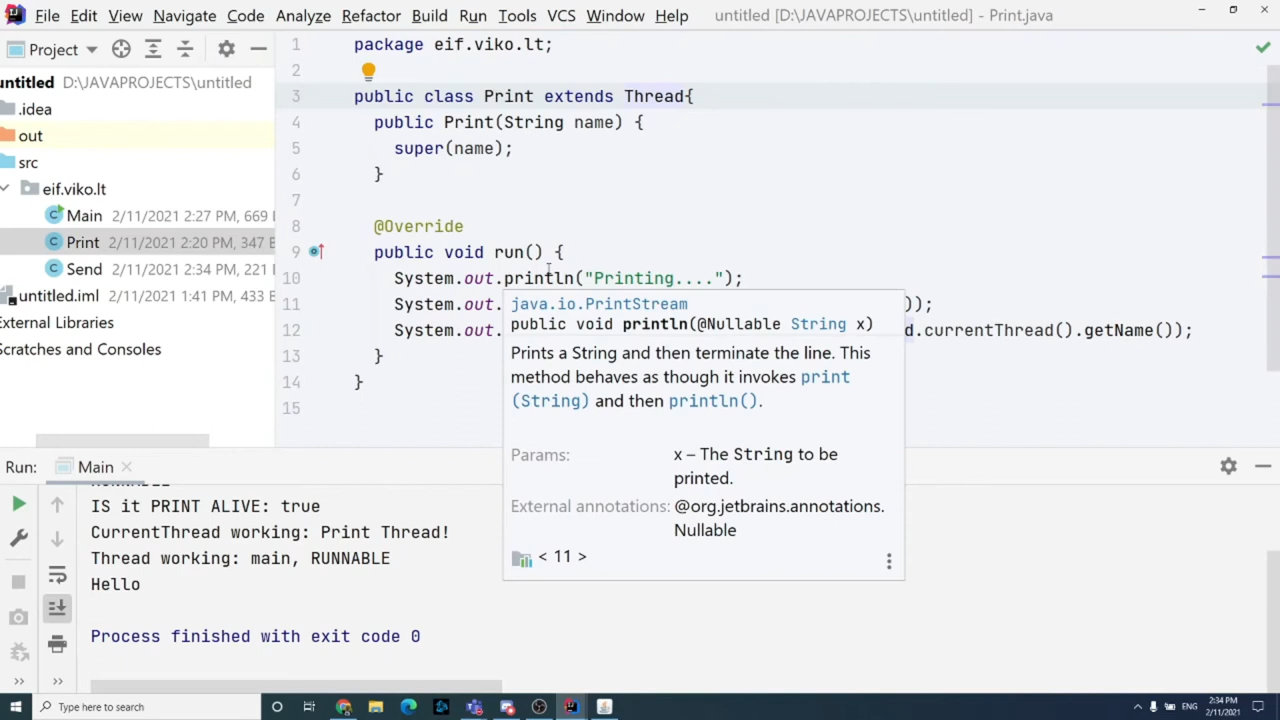 File Edit View Navigate Code Analyze Refactor Build Run Tools VCS Window Help untitled [D:\JAVAPROJECTS\untitled] - Print.java
Project
untitled D:\JAVAPROJECTS\untitled
.idea
out
src
eif.viko.lt
Main 2/11/2021 2:27 PM, 669
Print 2/11/2021 2:20 PM, 347 B
Send 2/11/2021 2:34 PM, 221
untitled.iml 2/11/2021 1:41 PM, 433 B
External Libraries
Scratches and Consoles
1 package eif.viko.lt;
2
3 public class Print extends Thread{
4 public Print(String name) {
5 super(name);
6 }
7
8 @Override
9 public void run() {
10 System.out.println("Printing....");
11 System.out. ));
12 System.out. d.currentThread().getName());
13 }
14 }
15
java.io.PrintStream
public void println(@Nullable String x)
Prints a String and then terminate the line. This
method behaves as though it invokes print
(String) and then println().
Params: x – The String to be
printed.
External annotations: @org.jetbrains.annotations.
Nullable
< 11 >
Run: Main
RUNNABLE
IS it PRINT ALIVE: true
CurrentThread working: Print Thread!
Thread working: main, RUNNABLE
Hello
Process finished with exit code 0
Type here to search
ENG
2:34 PM
2/11/2021